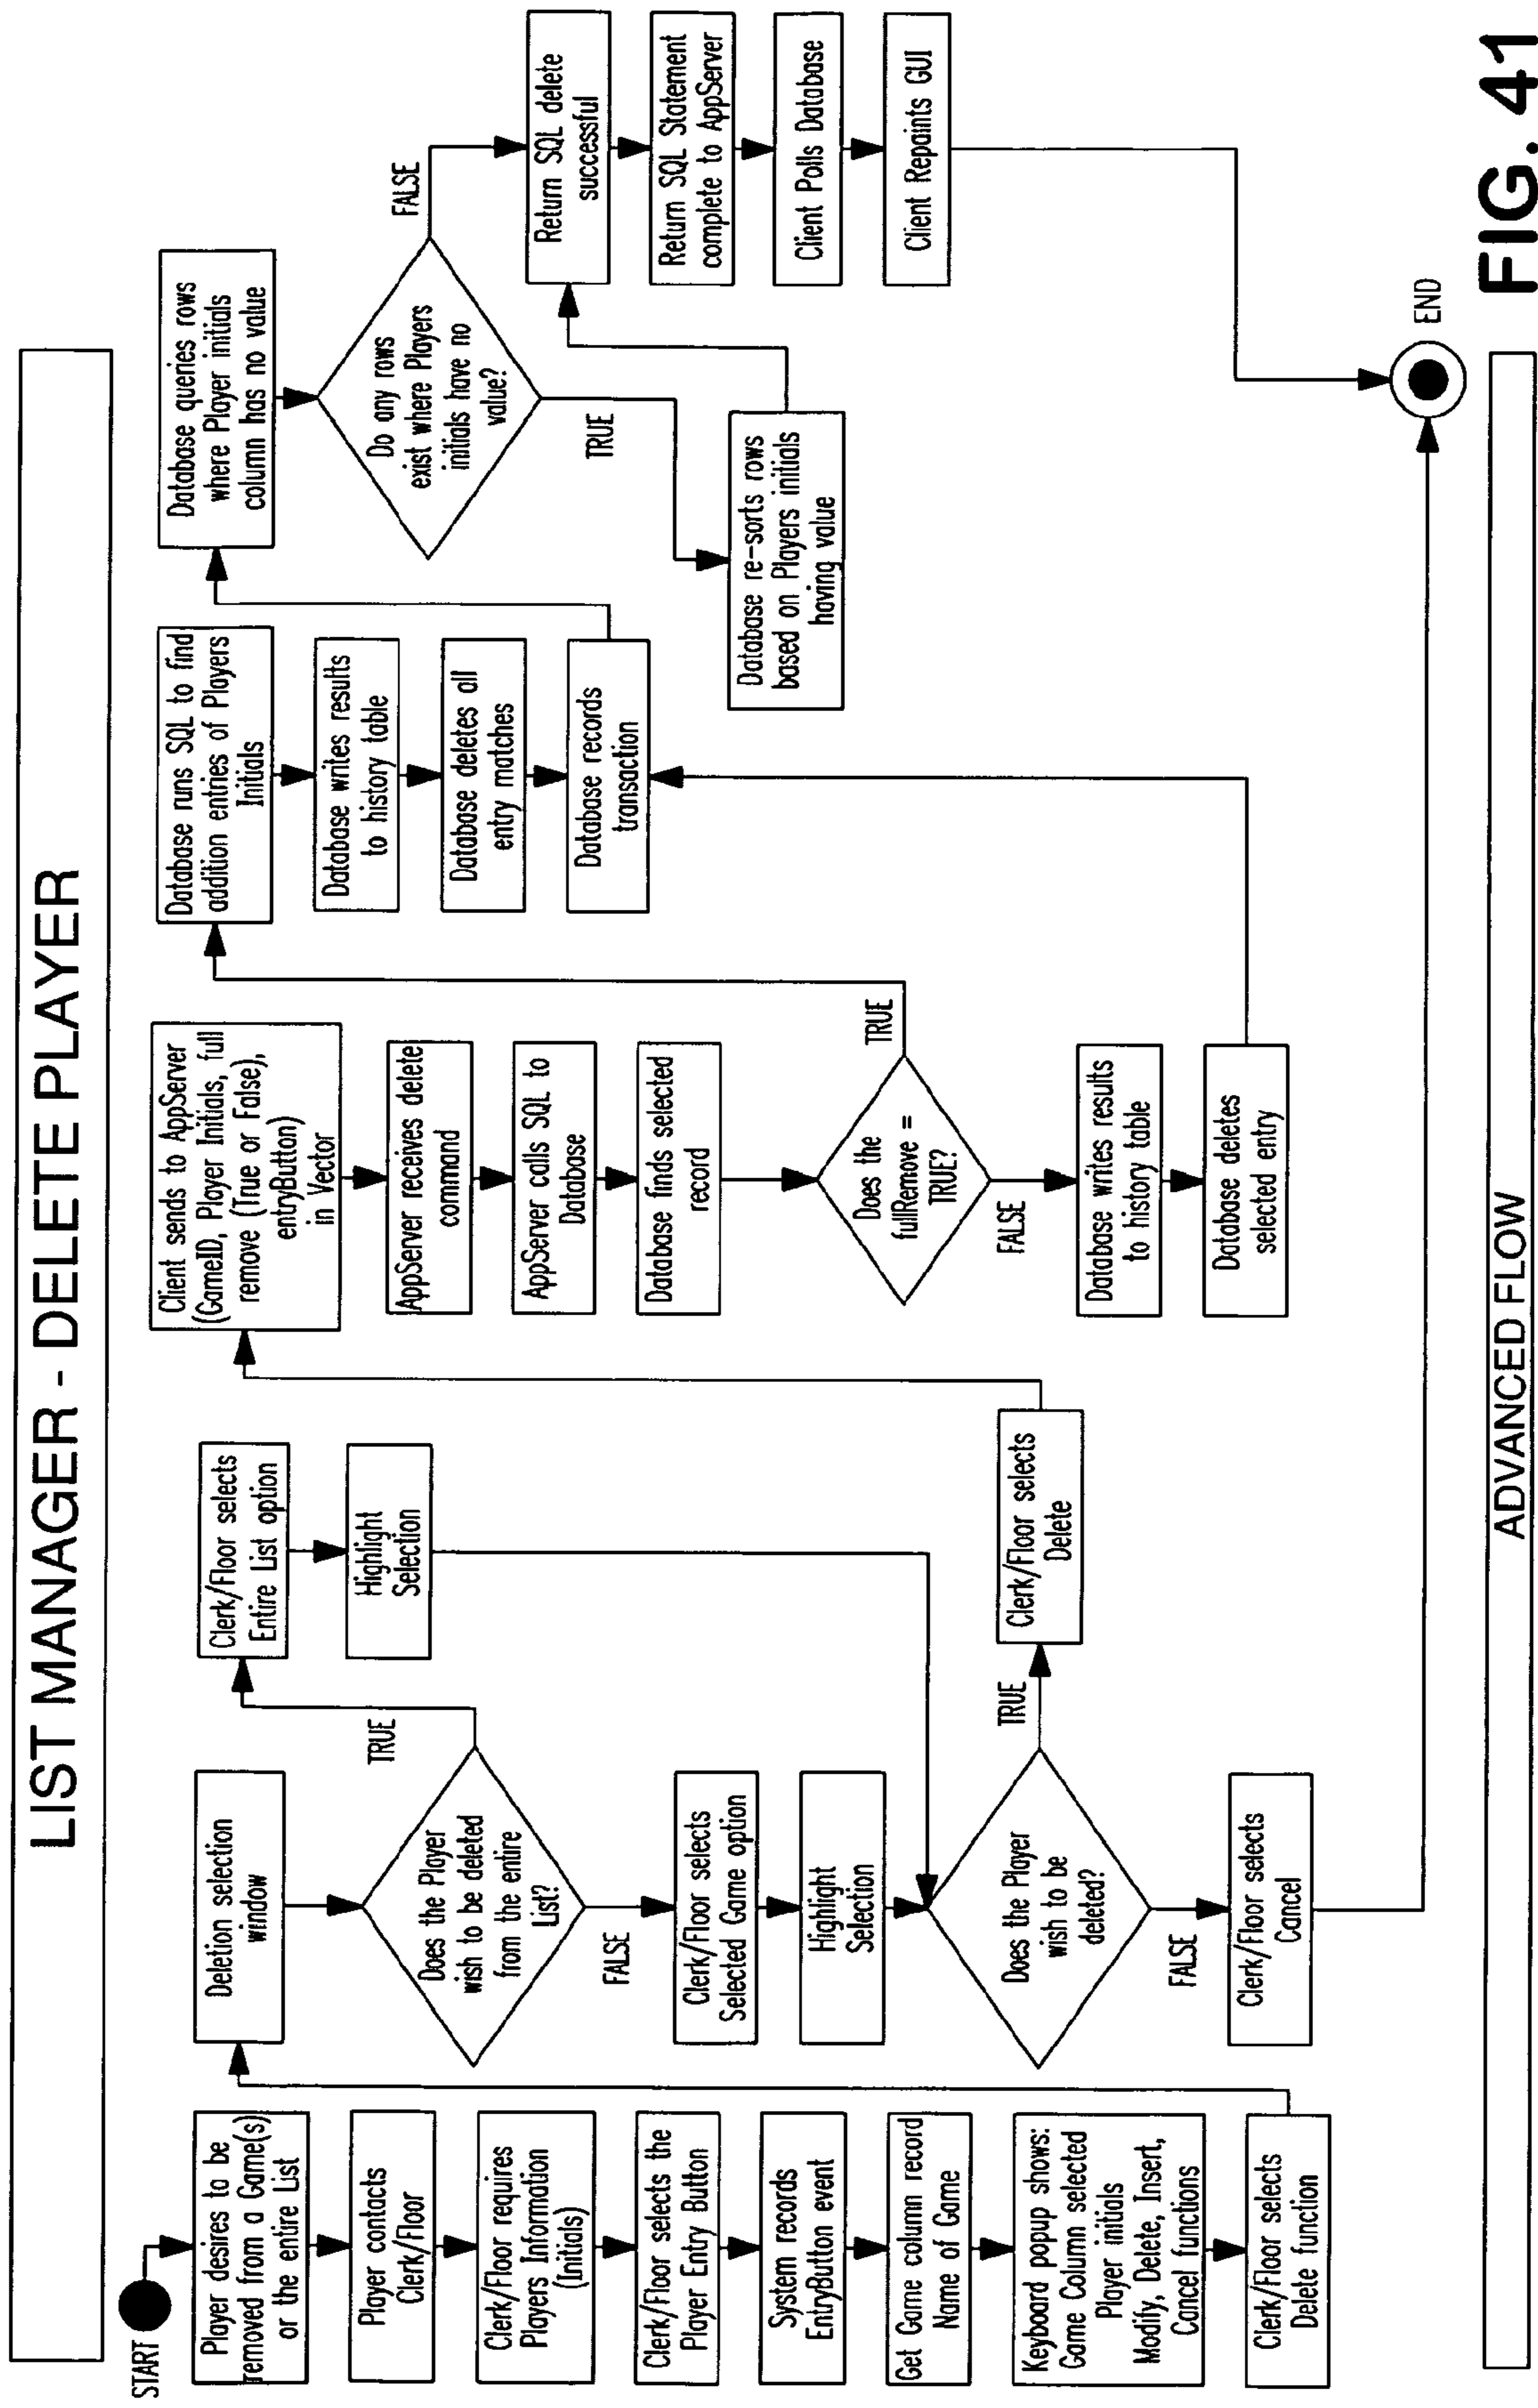 LIST MANAGER - DELETE PLAYER
START
Player desires to be
removed from a Game(s)
or the entire List
Player contacts
Clerk/Floor
Clerk/Floor requires
Players Information
(Initials)
Clerk/Floor selects the
Player Entry Button
System records
EntryButton event
Get Game column record
Name of Game
Keyboard popup shows:
Game Column selected
Player initials
Modify, Delete, Insert,
Cancel functions
Clerk/Floor selects
Delete function
Deletion selection
window
Does the Player
wish to be deleted
from the entire
List?
TRUE
FALSE
Clerk/Floor selects
Selected Game option
Highlight
Selection
Clerk/Floor selects
Entire List option
Highlight
Selection
Does the Player
wish to be
deleted?
TRUE
FALSE
Clerk/Floor selects
Cancel
Clerk/Floor selects
Delete
Client sends to AppServer
(GameID, Player Initials, full
remove (True or False),
entryButton)
in Vector
AppServer receives delete
command
AppServer calls SQL to
Database
Database finds selected
record
Does the
fullRemove =
TRUE?
TRUE
FALSE
Database writes results
to history table
Database deletes
selected entry
Database runs SQL to find
addition entries of Players
Initials
Database writes results
to history table
Database deletes all
entry matches
Database records
transaction
Database queries rows
where Player initials
column has no value
Do any rows
exist where Players
initials have no
value?
FALSE
TRUE
Database re-sorts rows
based on Players initials
having value
Return SQL delete
successful
Return SQL Statement
complete to AppServer
Client Polls Database
Client Repaints GUI
END
ADVANCED FLOW
FIG. 41